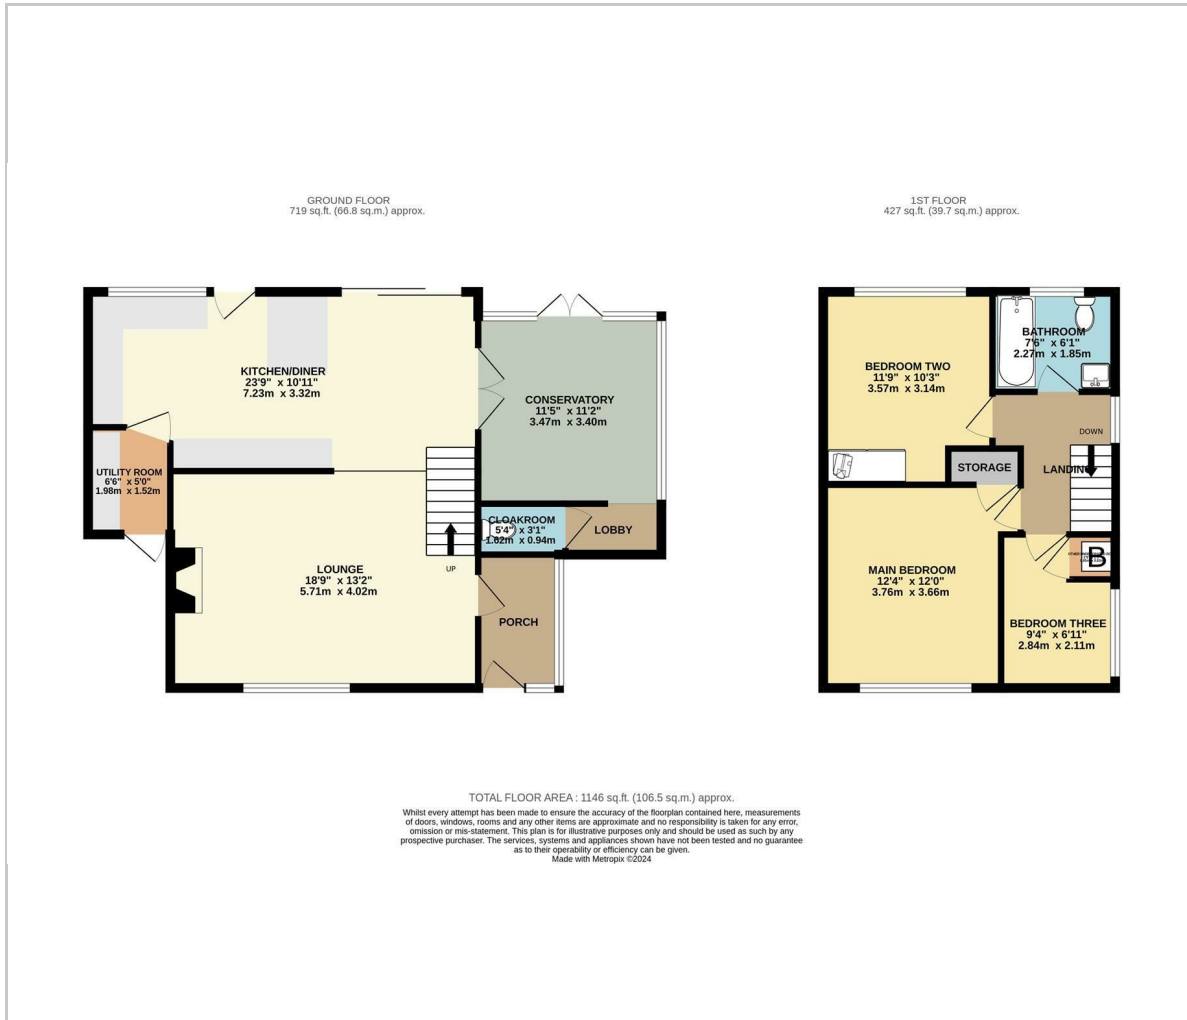 GROUND FLOOR
719 sq.ft. (66.8 sq.m.) approx.
1ST FLOOR
427 sq.ft. (39.7 sq.m.) approx.
KITCHEN/DINER
23'9" x 10'11"
7.23m x 3.32m
CONSERVATORY
11'5" x 11'2"
3.47m x 3.40m
UTILITY ROOM
6'6" x 5'0"
1.98m x 1.52m
CLOAKROOM
5'4" x 3'1"
1.62m x 0.94m
LOBBY
LOUNGE
18'9" x 13'2"
5.71m x 4.02m
UP
PORCH
BEDROOM TWO
11'9" x 10'3"
3.57m x 3.14m
BATHROOM
7'6" x 6'1"
2.27m x 1.85m
DOWN
STORAGE
LANDING
MAIN BEDROOM
12'4" x 12'0"
3.76m x 3.66m
B
BEDROOM THREE
9'4" x 6'11"
2.84m x 2.11m
TOTAL FLOOR AREA : 1146 sq.ft. (106.5 sq.m.) approx.
Whilst every attempt has been made to ensure the accuracy of the floorplan contained here, measurements
of doors, windows, rooms and any other items are approximate and no responsibility is taken for any error,
omission or mis-statement. This plan is for illustrative purposes only and should be used as such by any
prospective purchaser. The services, systems and appliances shown have not been tested and no guarantee
as to their operability or efficiency can be given.
Made with Metropix ©2024